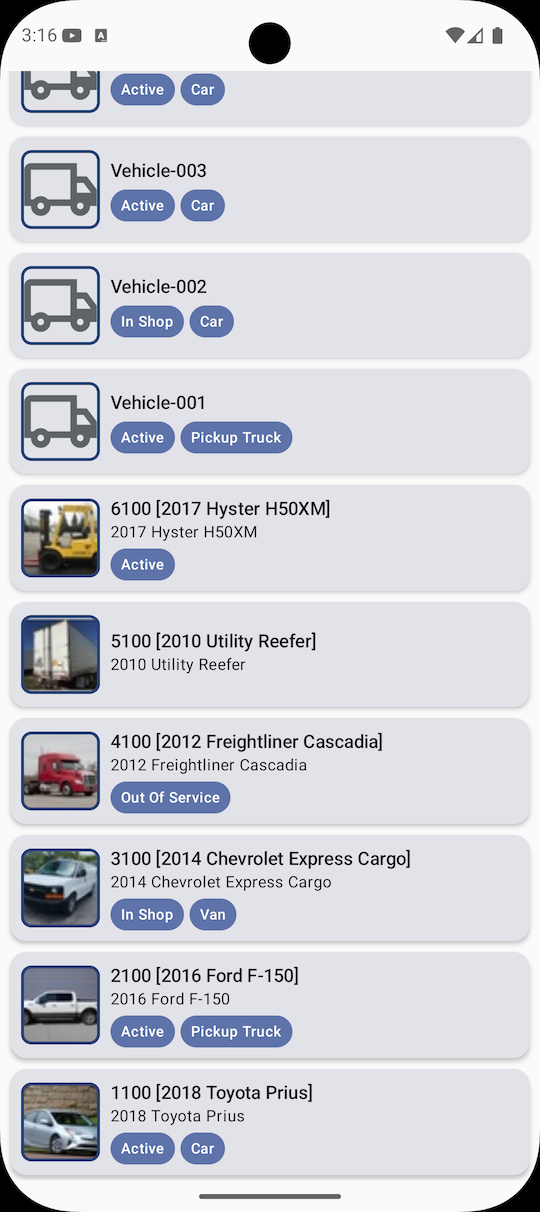 3:16
Active Car
Vehicle-003
Active Car
Vehicle-002
In Shop Car
Vehicle-001
Active Pickup Truck
6100 [2017 Hyster H50XM]
2017 Hyster H50XM
Active
5100 [2010 Utility Reefer]
2010 Utility Reefer
4100 [2012 Freightliner Cascadia]
2012 Freightliner Cascadia
Out Of Service
3100 [2014 Chevrolet Express Cargo]
2014 Chevrolet Express Cargo
In Shop Van
2100 [2016 Ford F-150]
2016 Ford F-150
Active Pickup Truck
1100 [2018 Toyota Prius]
2018 Toyota Prius
Active Car